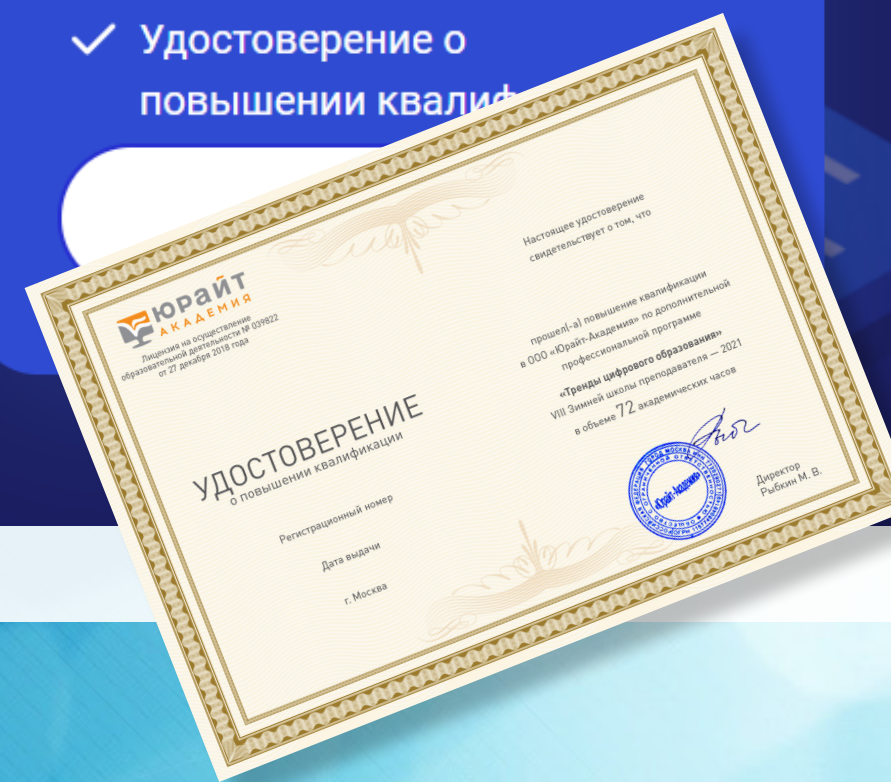 Удостоверение о
повышении квалиф
юрайт
АКАДЕМИЯ
Лицензия на осуществление
образовательной деятельности № 039822
от 27 декабря 2018 года
УДОСТОВЕРЕНИЕ
о повышении квалификации
Регистрационный номер
Дата выдачи
г. Москва
Настоящее удостоверение
свидетельствует о том, что
прошел(-а) повышение квалификации
в ООО «Юрайт-Академия» по дополнительной
профессиональной программе
«Тренды цифрового образования»
VIII Зимней школы преподавателя — 2021
в объеме 72 академических часов
«Юрайт-Академия»
Директор
Рыбкин М. В.